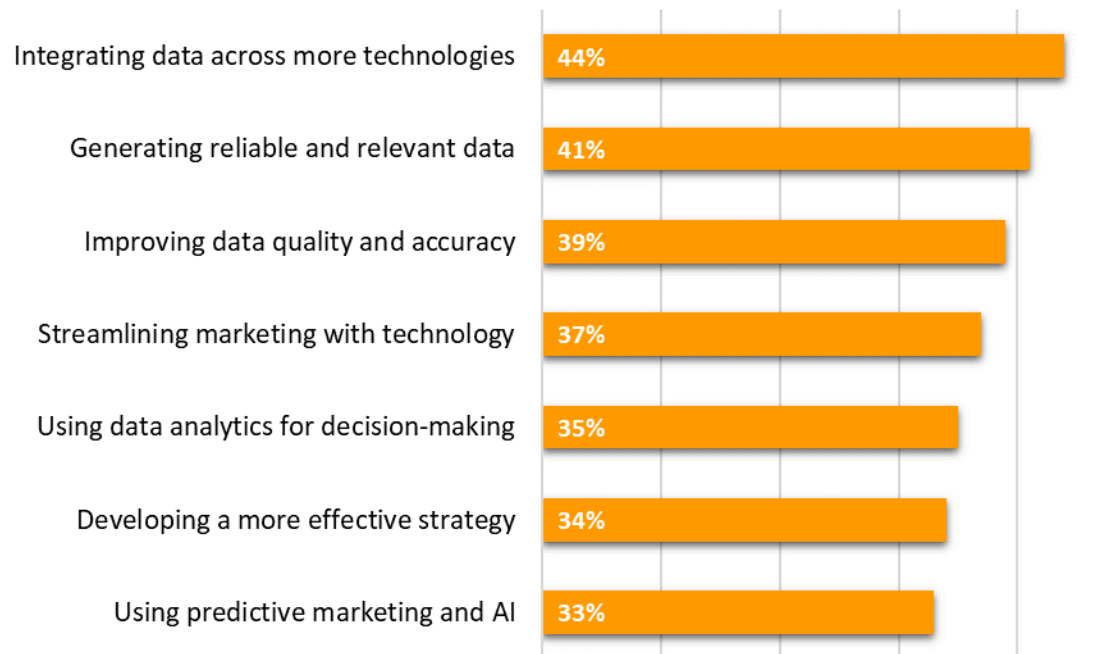 Integrating data across more technologies 44%
Generating reliable and relevant data 41%
Improving data quality and accuracy 39%
Streamlining marketing with technology 37%
Using data analytics for decision-making 35%
Developing a more effective strategy 34%
Using predictive marketing and AI 33%